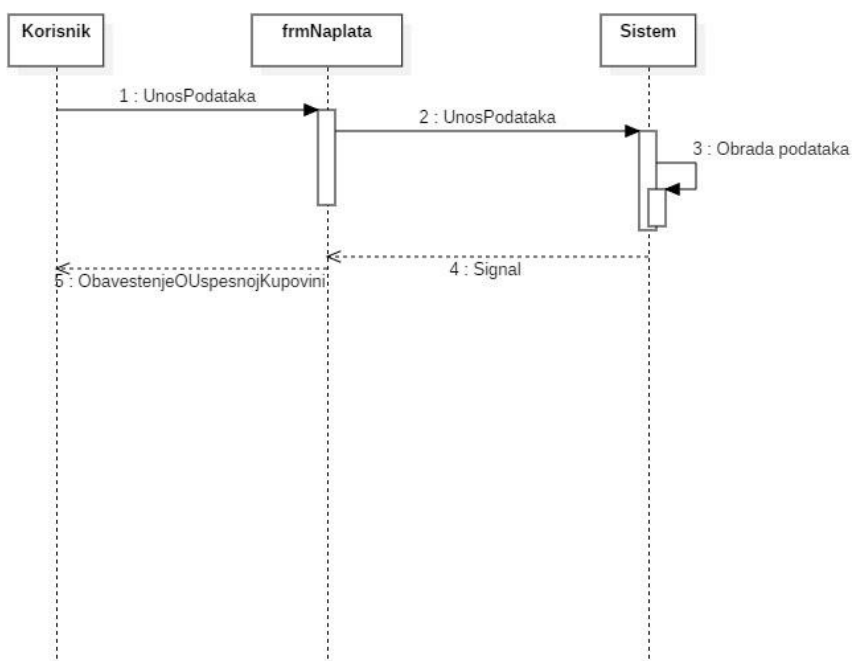 Korisnik
frmNaplata
Sistem
1 : UnosPodataka
2 : UnosPodataka
3 : Obrada podataka
4 : Signal
5 : ObavestenjeOUspesnojKupovini